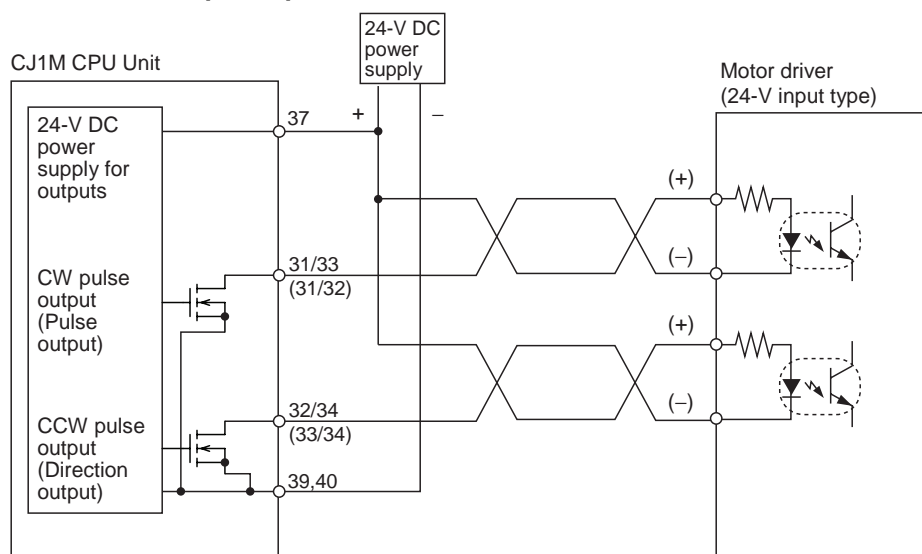 24-V DC
power
supply
CJ1M CPU Unit
Motor driver
(24-V input type)
24-V DC
power
supply for
outputs
37
+
–
(+)
(–)
CW pulse
output
(Pulse
output)
31/33
(31/32)
(+)
(–)
CCW pulse
output
(Direction
output)
32/34
(33/34)
39,40